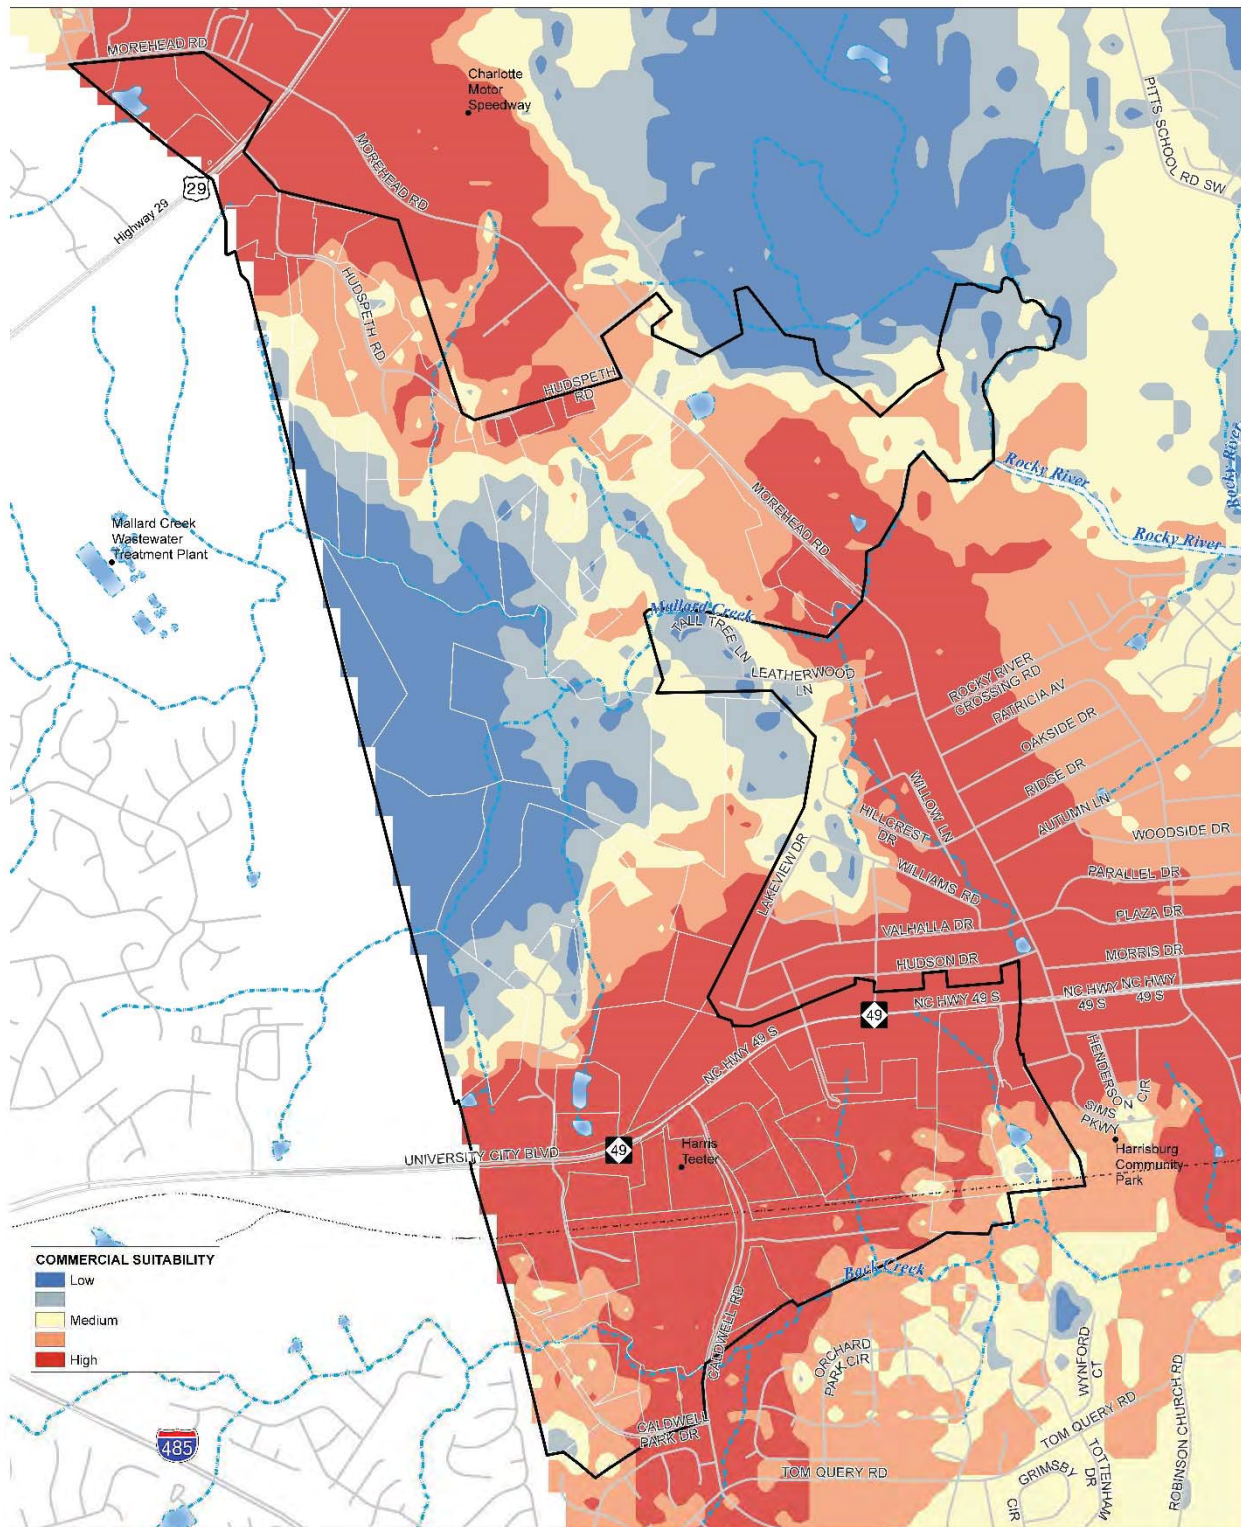 MOREHEAD RD
Charlotte
Motor
Speedway
PITTS SCHOOL RD SW
MOREHEAD RD
29
Highway 29
HUDSPETH RD
HUDSPETH
RD
Rocky River
Rocky River
Rocky River
MOREHEAD RD
Mallard Creek
Wastewater
Treatment Plant
Mallard Creek
TALL TREE LN
LEATHERWOOD
LN
ROCKY RIVER
CROSSING RD
PATRICIA AV
OAKSIDE DR
RIDGE DR
AUTUMN LN
WILLOW LN
HILLCREST
DR
WOODSIDE DR
LAKEVIEW DR
WILLIAMS RD
PARALLEL DR
PLAZA DR
VALHALLA DR
HUDSON DR
MORRIS DR
NC HWY 49 S
NC HWY
49 S
NC HWY
49 S
49
NC HWY 49 S
HENDERSON CIR
SIMS
PKWY
Harrisburg
Community
Park
UNIVERSITY CITY BLVD
49
Harris
Teeter
COMMERCIAL SUITABILITY
Low
Medium
High
Back Creek
CALDWELL RD
ORCHARD
PARK CIR
WYNFORD
CT
CALDWELL
PARK DR
TOM QUERY RD
TOM QUERY RD
GRIMSBY
CIR
TOTTENHAM
DR
ROBINSON CHURCH RD
485